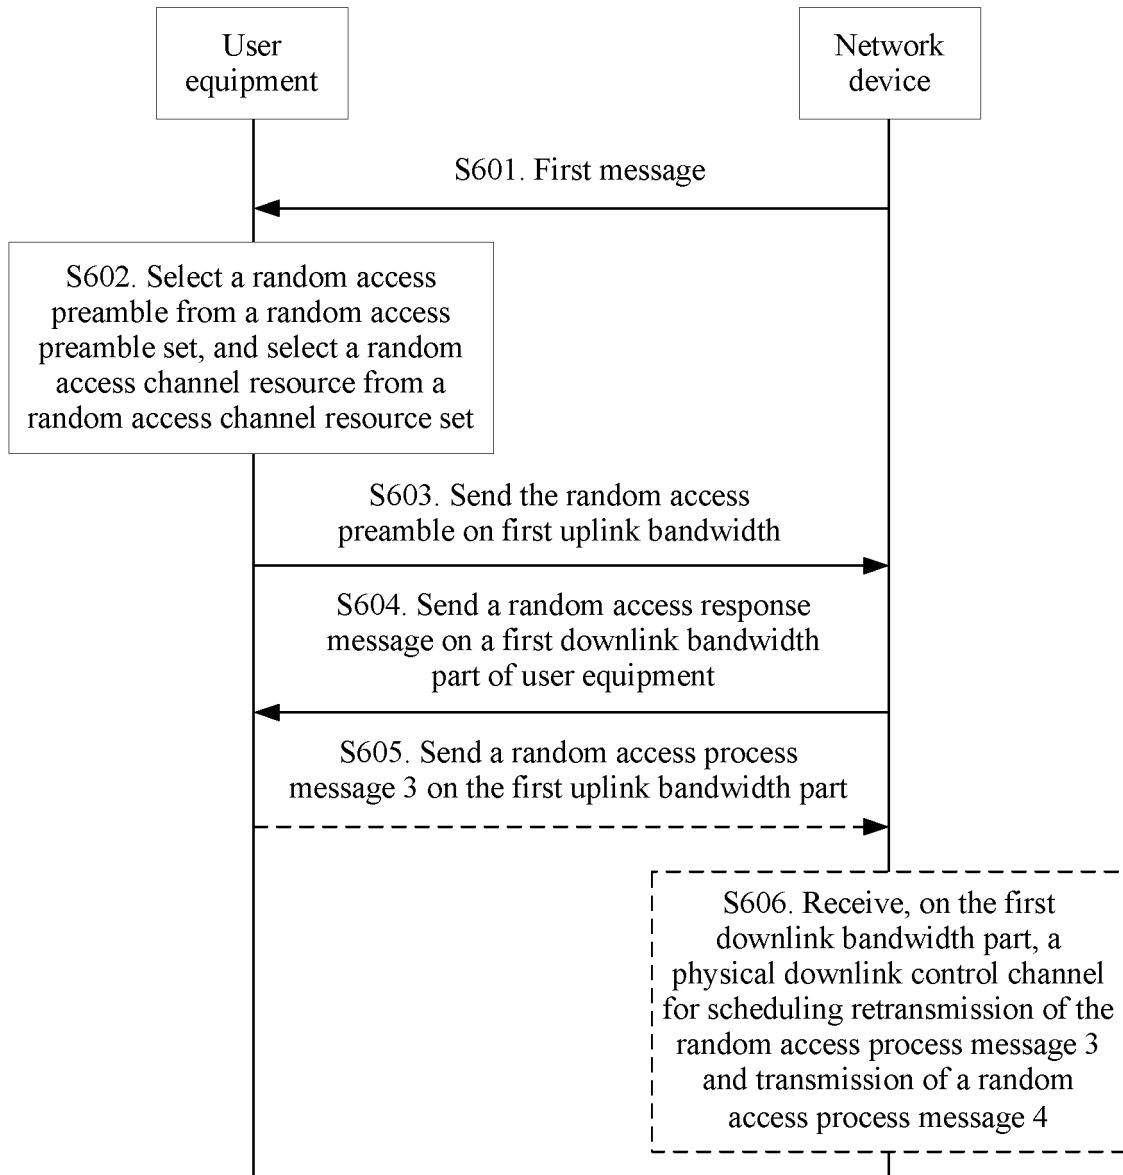 User
equipment
Network
device
S601. First message
S602. Select a random access
preamble from a random access
preamble set, and select a random
access channel resource from a
random access channel resource set
S603. Send the random access
preamble on first uplink bandwidth
S604. Send a random access response
message on a first downlink bandwidth
part of user equipment
S605. Send a random access process
message 3 on the first uplink bandwidth part
S606. Receive, on the first
downlink bandwidth part, a
physical downlink control channel
for scheduling retransmission of the
random access process message 3
and transmission of a random
access process message 4